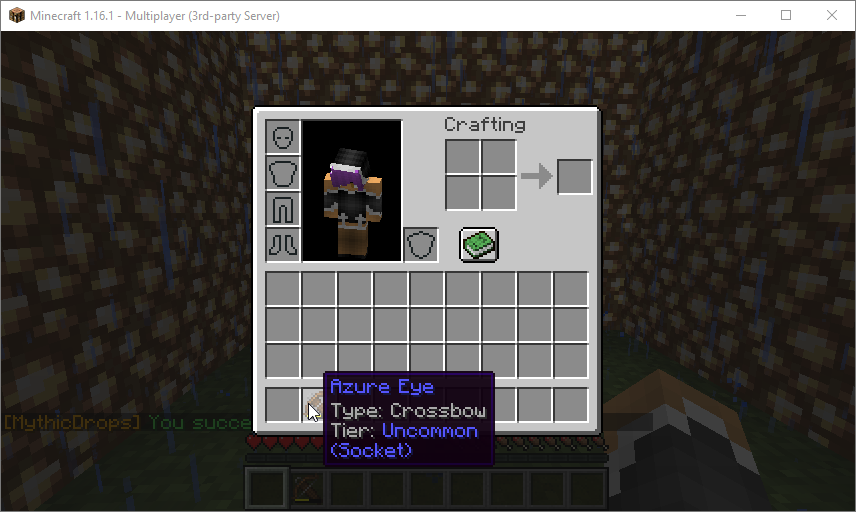 Minecraft 1.16.1 - Multiplayer (3rd-party Server)
Crafting
Azure Eye
Type: Crossbow
Tier: Uncommon
(Socket)
[MythicDrops] You succe